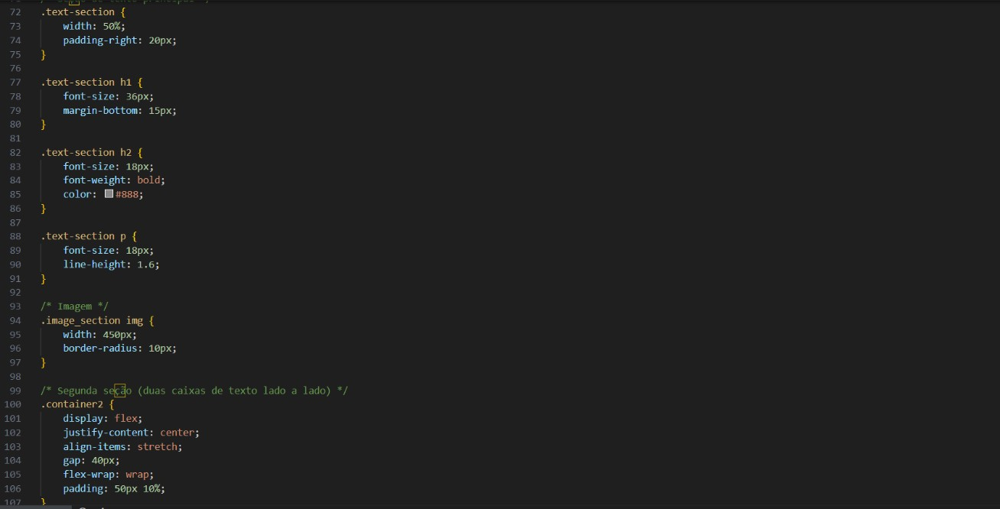 72 .text-section {
73 width: 50%;
74 padding-right: 20px;
75 }
76
77 .text-section h1 {
78 font-size: 36px;
79 margin-bottom: 15px;
80 }
81
82 .text-section h2 {
83 font-size: 18px;
84 font-weight: bold;
85 color: #888;
86 }
87
88 .text-section p {
89 font-size: 18px;
90 line-height: 1.6;
91 }
92
93 /* Imagem */
94 .image_section img {
95 width: 450px;
96 border-radius: 10px;
97 }
98
99 /* Segunda seção (duas caixas de texto lado a lado) */
100 .container2 {
101 display: flex;
102 justify-content: center;
103 align-items: stretch;
104 gap: 40px;
105 flex-wrap: wrap;
106 padding: 50px 10%;
107 }